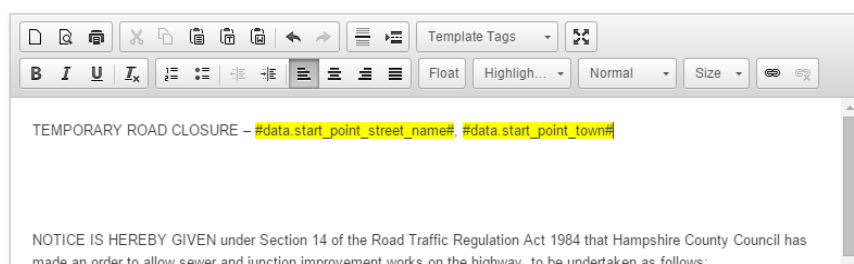 Template Tags
B I U Ix Float Highligh... Normal Size
TEMPORARY ROAD CLOSURE – #data.start_point_street_name#, #data.start_point_town#
NOTICE IS HEREBY GIVEN under Section 14 of the Road Traffic Regulation Act 1984 that Hampshire County Council has
made an order to allow sewer and junction improvement works on the highway, to be undertaken as follows: